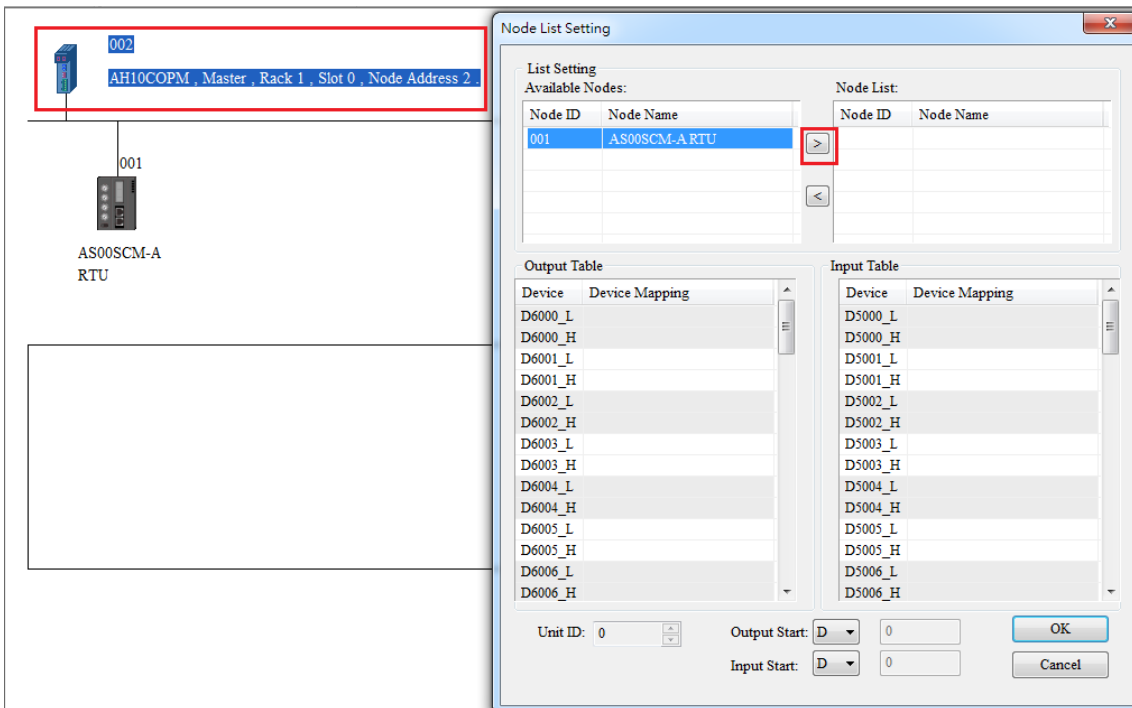 002
AH10COPM , Master , Rack 1 , Slot 0 , Node Address 2 .
001
AS00SCM-A
RTU
Node List Setting
List Setting
Available Nodes:
Node List:
Node ID Node Name
Node ID Node Name
001 AS00SCM-A RTU
>
<
Output Table
Input Table
Device Device Mapping
Device Device Mapping
D6000_L
D6000_H
D6001_L
D6001_H
D6002_L
D6002_H
D6003_L
D6003_H
D6004_L
D6004_H
D6005_L
D6005_H
D6006_L
D6006_H
D5000_L
D5000_H
D5001_L
D5001_H
D5002_L
D5002_H
D5003_L
D5003_H
D5004_L
D5004_H
D5005_L
D5005_H
D5006_L
D5006_H
Unit ID: 0
Output Start: D 0
OK
Input Start: D 0
Cancel